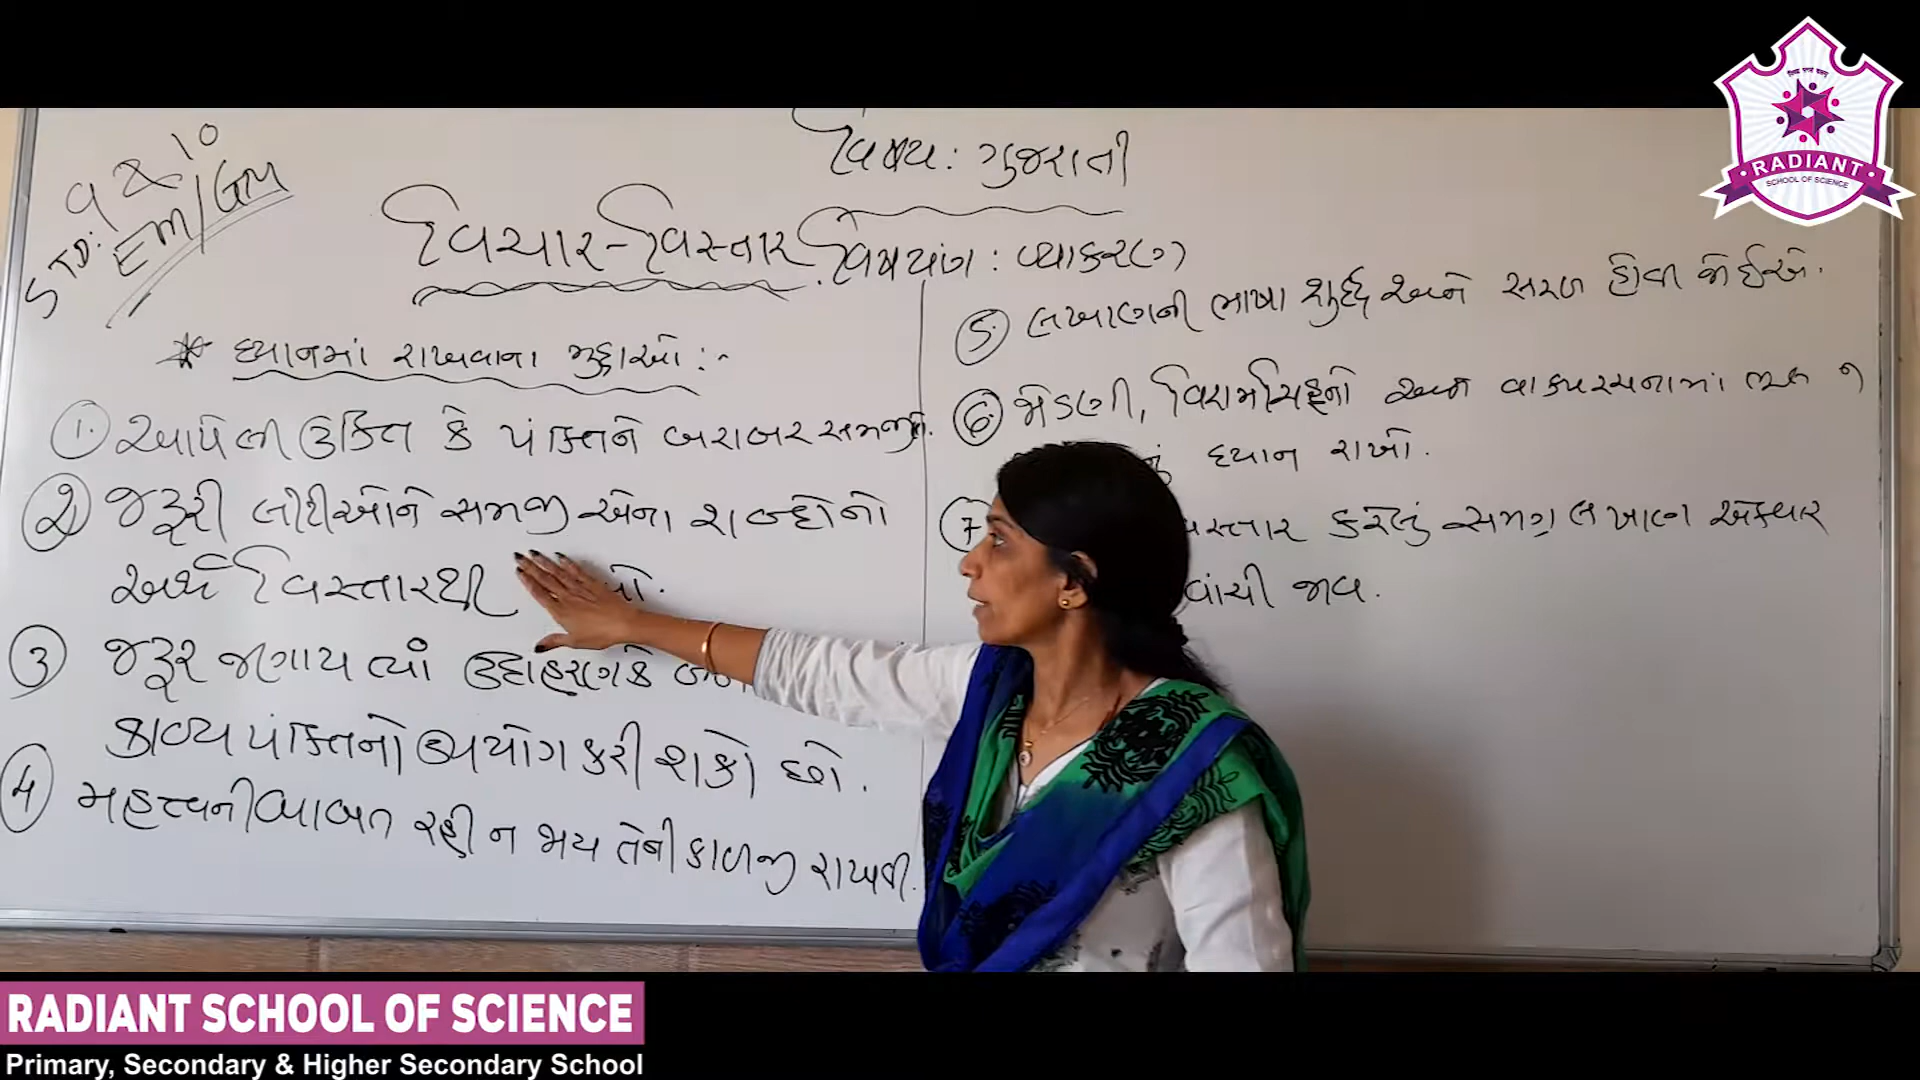 STD: 9 & 10
EM/GM
વિષય: ગુજરાતી
વિચાર-વિસ્તાર
વિષયાંગ: વ્યાકરણ
* ધ્યાનમાં રાખવાના મુદ્દાઓ:-
1. આપેલી ઉક્તિ કે પંક્તિને બરાબર સમજીને.
2 જરૂરી લીટીઓને સમજી એના શબ્દોનો
અર્થ વિસ્તારથી
3 જરૂર જણાય ત્યાં ઉદાહરણ કે
કાવ્ય પંક્તિનો ઉપયોગ કરી શકો છો.
4 મહત્ત્વની બાબત રહી ન જાય તેની કાળજી રાખવી.
5. લખાણની ભાષા શુદ્ધ અને સરળ હોવી જોઈએ.
6. જોડણી, વિરામચિહ્નો અને વાક્યરચનામાં ભૂલ ન
નું ધ્યાન રાખો.
7 સ્તાર કરેલું સમગ્ર લખાણ એકવાર
વાંચી જાવ.
RADIANT
SCHOOL OF SCIENCE
RADIANT SCHOOL OF SCIENCE
Primary, Secondary & Higher Secondary School